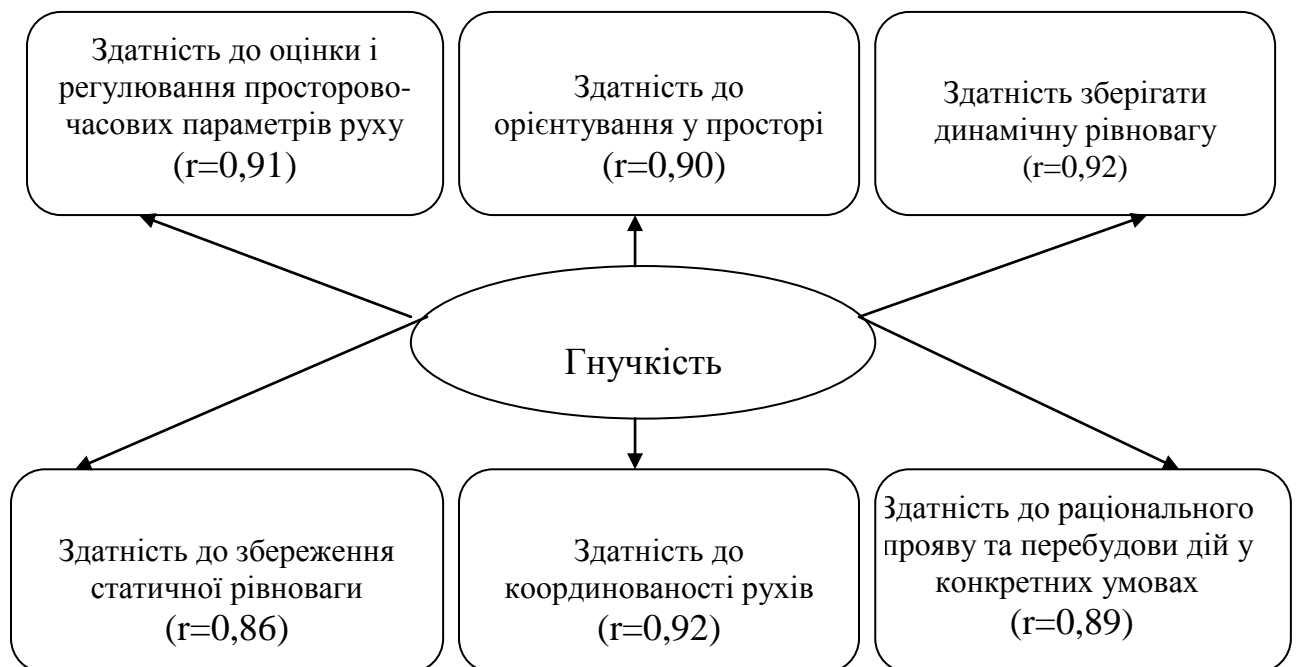 Здатність до оцінки і
регулювання просторово-
часових параметрів руху
(r=0,91)
Здатність до
орієнтування у просторі
(r=0,90)
Здатність зберігати
динамічну рівновагу
(r=0,92)
Гнучкість
Здатність до збереження
статичної рівноваги
(r=0,86)
Здатність до
координованості рухів
(r=0,92)
Здатність до раціонального
прояву та перебудови дій у
конкретних умовах
(r=0,89)